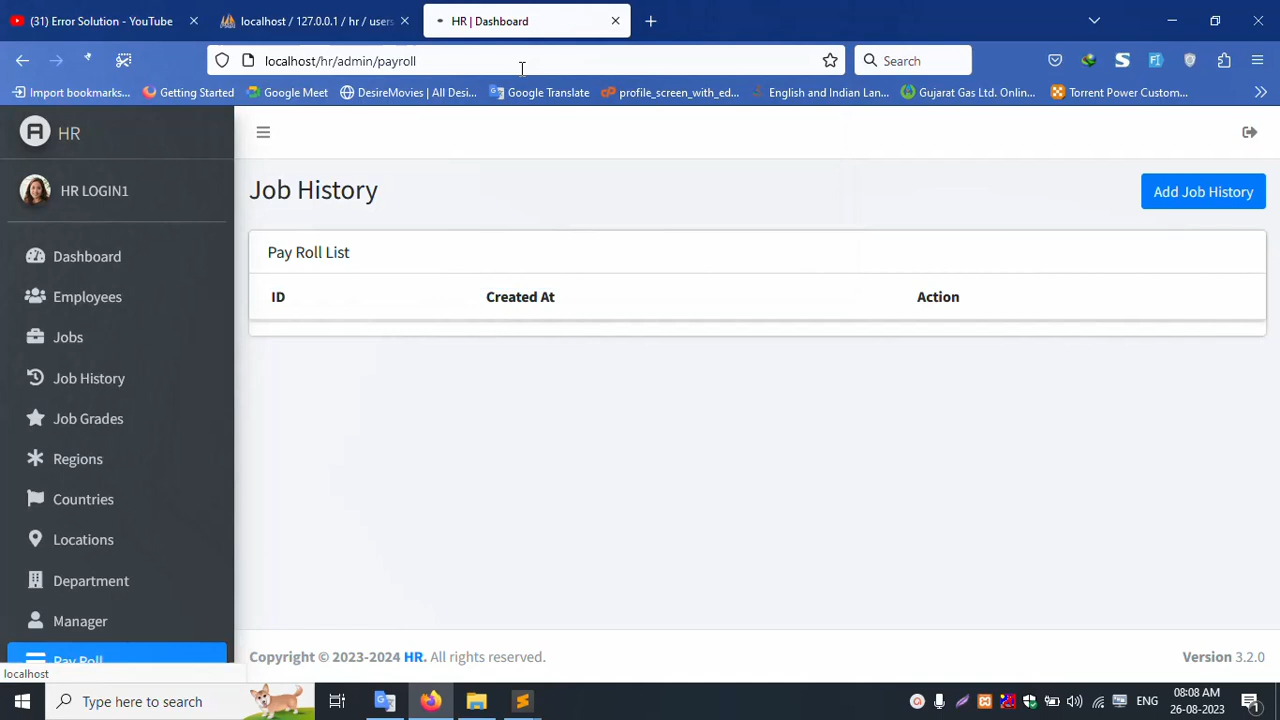 (31) Error Solution - YouTube
localhost / 127.0.0.1 / hr / users
HR | Dashboard
localhost/hr/admin/payroll
Search
Import bookmarks...
Getting Started
Google Meet
DesireMovies | All Desi...
Google Translate
profile_screen_with_ed...
English and Indian Lan...
Gujarat Gas Ltd. Onlin...
Torrent Power Custom...
HR
HR LOGIN1
Dashboard
Employees
Jobs
Job History
Job Grades
Regions
Countries
Locations
Department
Manager
Pay Roll
Job History
Add Job History
Pay Roll List
ID Created At Action
Copyright © 2023-2024 HR. All rights reserved.
Version 3.2.0
localhost
Type here to search
ENG
08:08 AM
26-08-2023
1